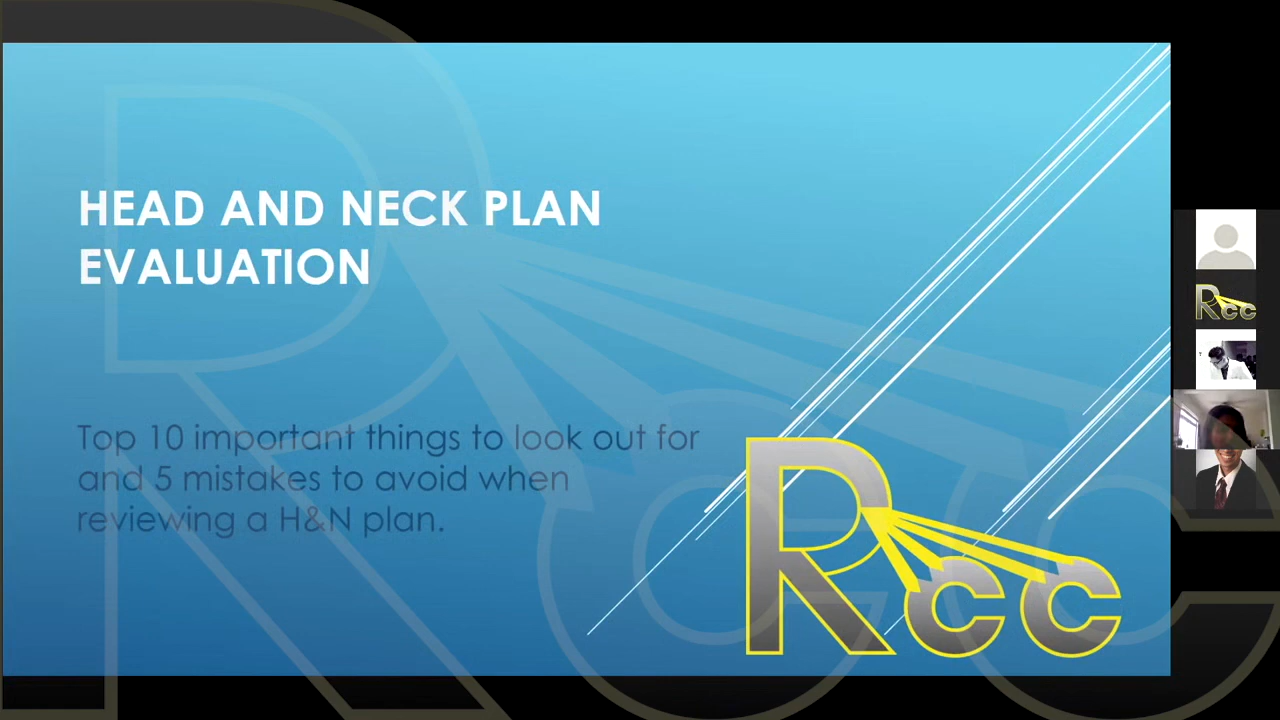 HEAD AND NECK PLAN
EVALUATION
Top 10 important things to look out for
and 5 mistakes to avoid when
reviewing a H&N plan.
Rcc
Rcc